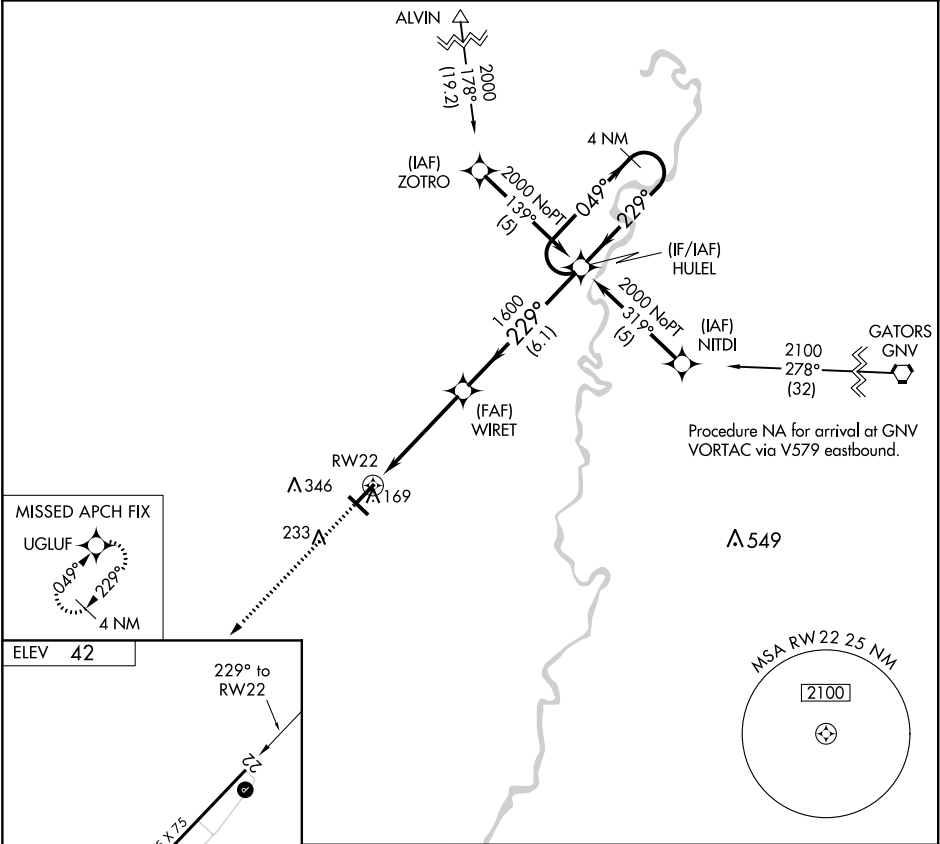 ALVIN
2000
178°
(19.2)
4 NM
(IAF)
ZOTRO
2000 NoPT
139°
(5)
049°
229°
(IF/IAF)
HULEL
1600
229°
(6.1)
2000 NoPT
319°
(5)
(IAF)
NITDI
2100
278°
(32)
GATORS
GNV
(FAF)
WIRET
Procedure NA for arrival at GNV
VORTAC via V579 eastbound.
RW22
346
169
233
549
MISSED APCH FIX
UGLUF
049°
229°
4 NM
ELEV 42
229° to
RW22
22
P
X 75
MSA RW 22 25 NM
2100